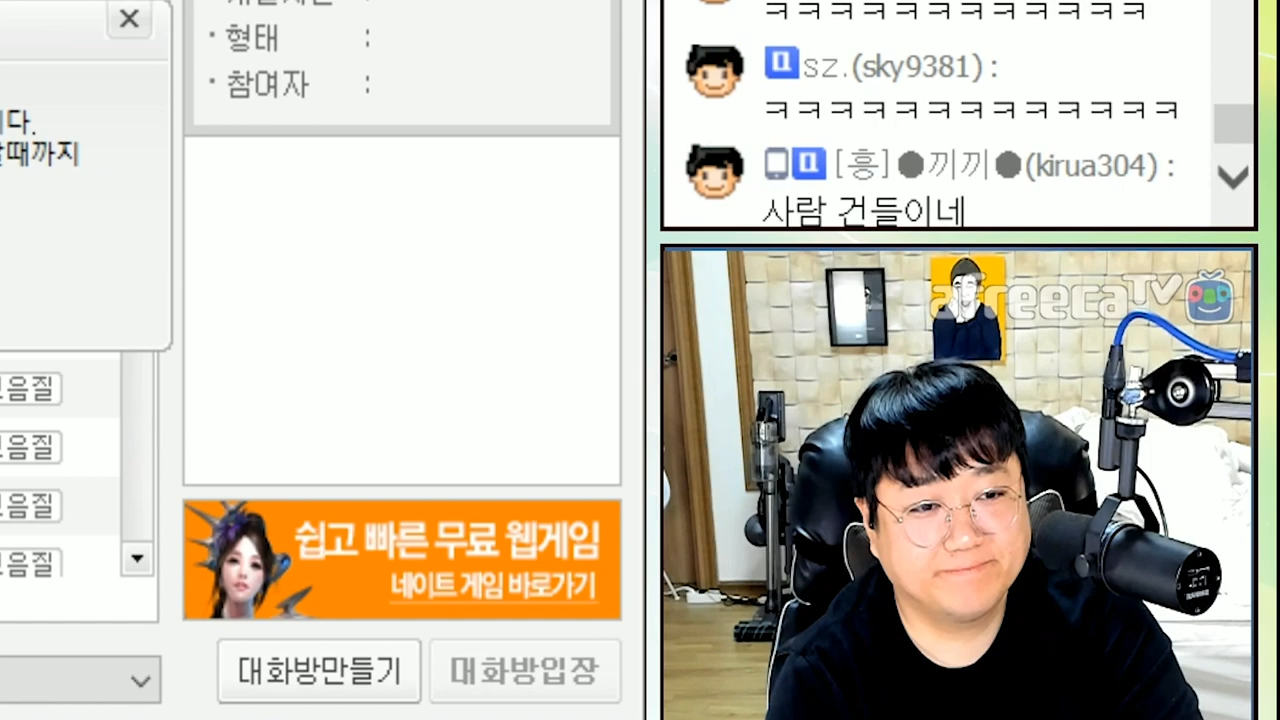 · 형태 :
· 참여자 :
다.
때까지
음질
음질
음질
음질
쉽고 빠른 무료 웹게임
네이트 게임 바로가기
대화방만들기
대화방입장
ㅋㅋㅋㅋㅋㅋㅋㅋㅋㅋㅋㅋㅋ
sz.(sky9381) :
ㅋㅋㅋㅋㅋㅋㅋㅋㅋㅋㅋㅋㅋㅋ
[흥]●끼끼●(kirua304) :
사람 건들이네
afreecaTV